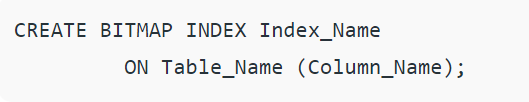 CREATE BITMAP INDEX Index_Name
ON Table_Name (Column_Name);